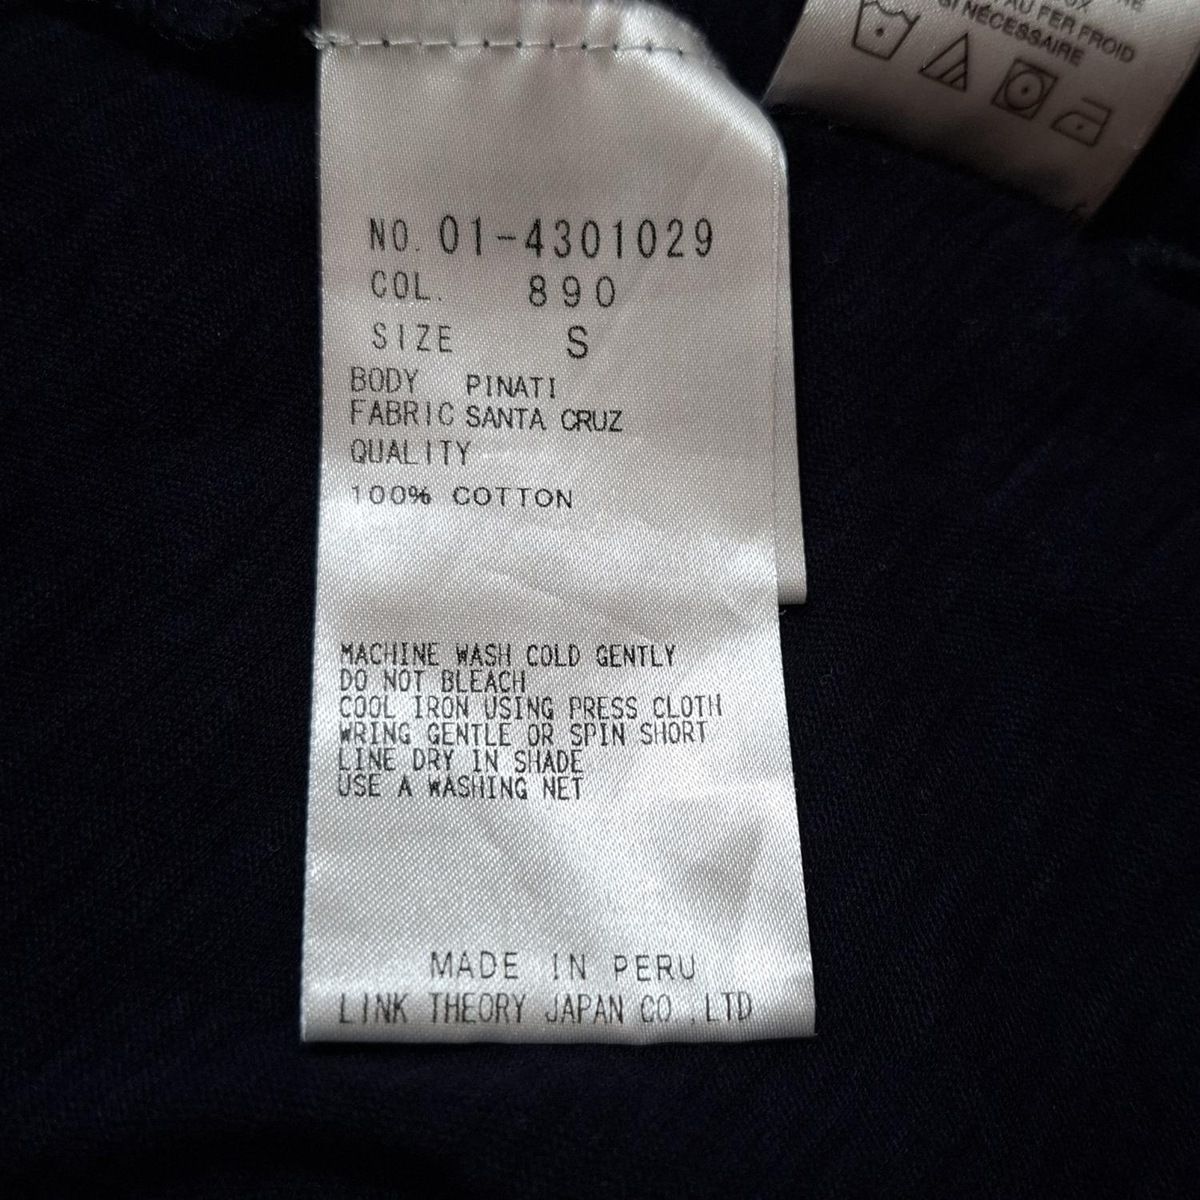 AU FER FROID
SI NÉCESSAIRE
NO. 01-4301029
COL. 890
SIZE S
BODY PINATI
FABRIC SANTA CRUZ
QUALITY
100% COTTON
MACHINE WASH COLD GENTLY
DO NOT BLEACH
COOL IRON USING PRESS CLOTH
WRING GENTLE OR SPIN SHORT
LINE DRY IN SHADE
USE A WASHING NET
MADE IN PERU
LINK THEORY JAPAN CO.,LTD